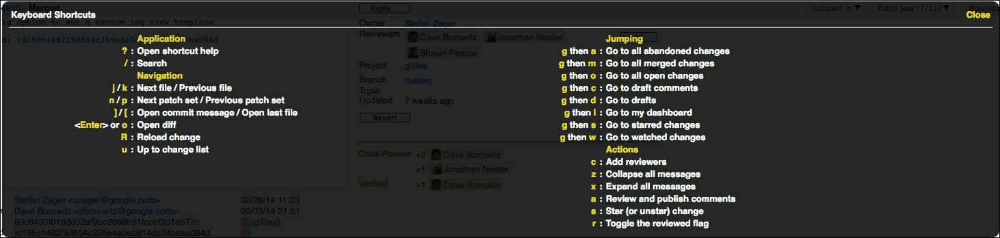 4910 - Merged
Reply...
Included in ▼
Patch Sets (7/11) ▼
Download
Keyboard Shortcuts
Close
fig option to set a custom log view template
Owner Stefan Zager
d: Id185c1492f9d854c396e4a0eb914dc24beea084d
Reviewers Dave Borowitz Jonathan Nieder
Shawn Pearce
Project gitiles
Branch master
Topic
Updated 7 weeks ago
Revert
Code-Review +2 Dave Borowitz
+1 Jonathan Nieder
Verified +1 Dave Borowitz
Application
? : Open shortcut help
/ : Search
Navigation
j / k : Next file / Previous file
n / p : Next patch set / Previous patch set
] / [ : Open commit message / Open last file
<Enter> or o : Open diff
R : Reload change
u : Up to change list
Jumping
g then a : Go to all abandoned changes
g then m : Go to all merged changes
g then o : Go to all open changes
g then c : Go to draft comments
g then d : Go to drafts
g then i : Go to my dashboard
g then s : Go to starred changes
g then w : Go to watched changes
Actions
c : Add reviewers
z : Collapse all messages
x : Expand all messages
a : Review and publish comments
s : Star (or unstar) change
r : Toggle the reviewed flag
Stefan Zager <szager@google.com> 02/28/14 11:23
Dave Borowitz <dborowitz@google.com> 03/03/14 21:51
63c6430f019dd52ef9bc2688b51fccef3d1eb77c (gitiles)
Id185c1492f9d854c396e4a0eb914dc24beea084d